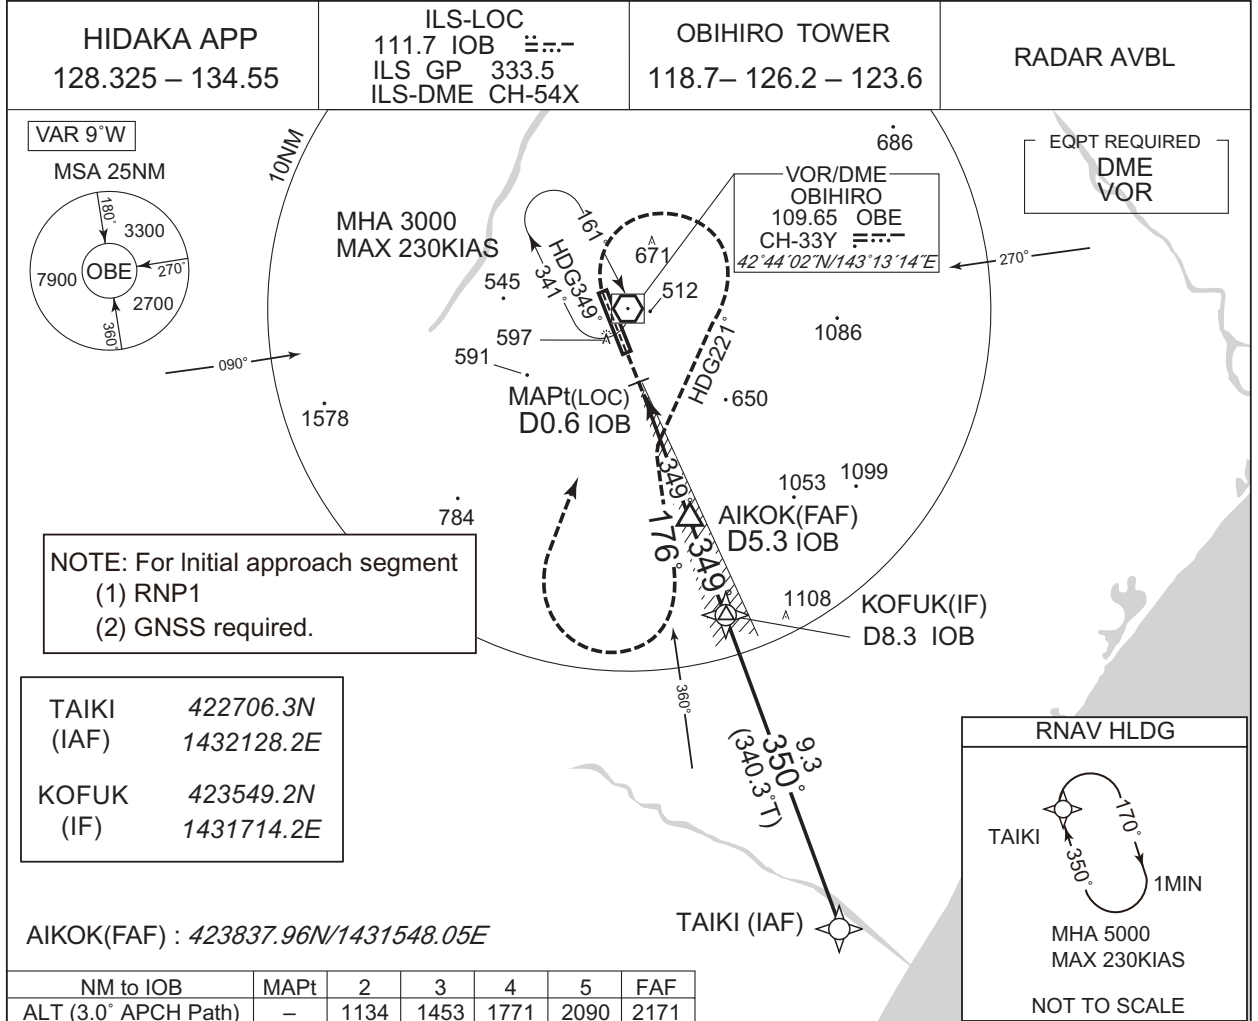 HIDAKA APP
128.325 – 134.55
ILS-LOC
111.7 IOB
ILS GP 333.5
ILS-DME CH-54X
OBIHIRO TOWER
118.7– 126.2 – 123.6
RADAR AVBL
VAR 9°W
MSA 25NM
180°
3300
OBE
270°
7900
2700
360°
10NM
686
EQPT REQUIRED
DME
VOR
VOR/DME
OBIHIRO
109.65 OBE
CH-33Y
42°44´02˝N/143°13´14˝E
MHA 3000
MAX 230KIAS
161°
HDG349°
341°
671
270°
545
512
597
1086
591
090°
HDG221°
MAPt(LOC)
D0.6 IOB
650
1578
349°
1053
1099
784
AIKOK(FAF)
D5.3 IOB
176°
349°
NOTE: For Initial approach segment
(1) RNP1
(2) GNSS required.
1108
KOFUK(IF)
D8.3 IOB
360°
TAIKI 422706.3N
(IAF) 1432128.2E
KOFUK 423549.2N
(IF) 1431714.2E
9.3
350°
(340.3°T)
RNAV HLDG
TAIKI
170°
350°
1MIN
MHA 5000
MAX 230KIAS
NOT TO SCALE
TAIKI (IAF)
AIKOK(FAF) : 423837.96N/1431548.05E
NM to IOB MAPt 2 3 4 5 FAF
ALT (3.0° APCH Path) – 1134 1453 1771 2090 2171